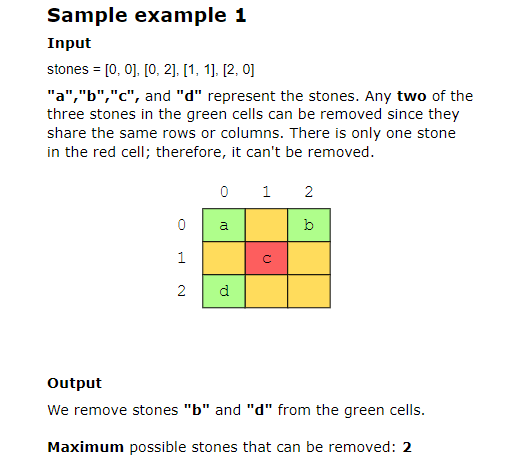 Sample example 1
Input
stones = [0, 0], [0, 2], [1, 1], [2, 0]
"a","b","c", and "d" represent the stones. Any two of the
three stones in the green cells can be removed since they
share the same rows or columns. There is only one stone
in the red cell; therefore, it can't be removed.
0 1 2
0 a b
1 c
2 d
Output
We remove stones "b" and "d" from the green cells.
Maximum possible stones that can be removed: 2